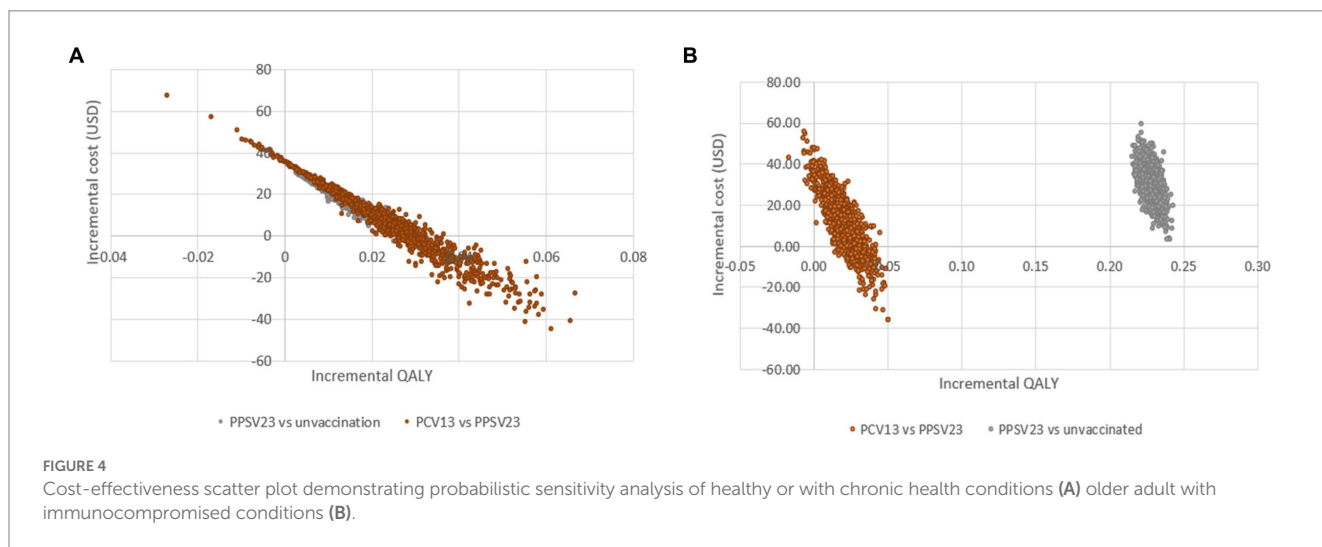 A
B
80
60
40
20
0
-20
-40
-60
-0.04
-0.02
0
0.02
0.06
0.08
Incremental cost (USD)
Incremental QALY
PPSV23 vs unvaccination
PCV13 vs PPSV23
80.00
60.00
40.00
20.00
0.00
-20.00
-40.00
-60.00
-0.05
0.00
0.05
0.10
0.15
0.20
0.25
0.30
Incremental cost (USD)
Incremental QALY
PCV13 vs PPSV23
PPSV23 vs unvaccinated
FIGURE 4
Cost-effectiveness scatter plot demonstrating probabilistic sensitivity analysis of healthy or with chronic health conditions (A) older adult with
immunocompromised conditions (B).